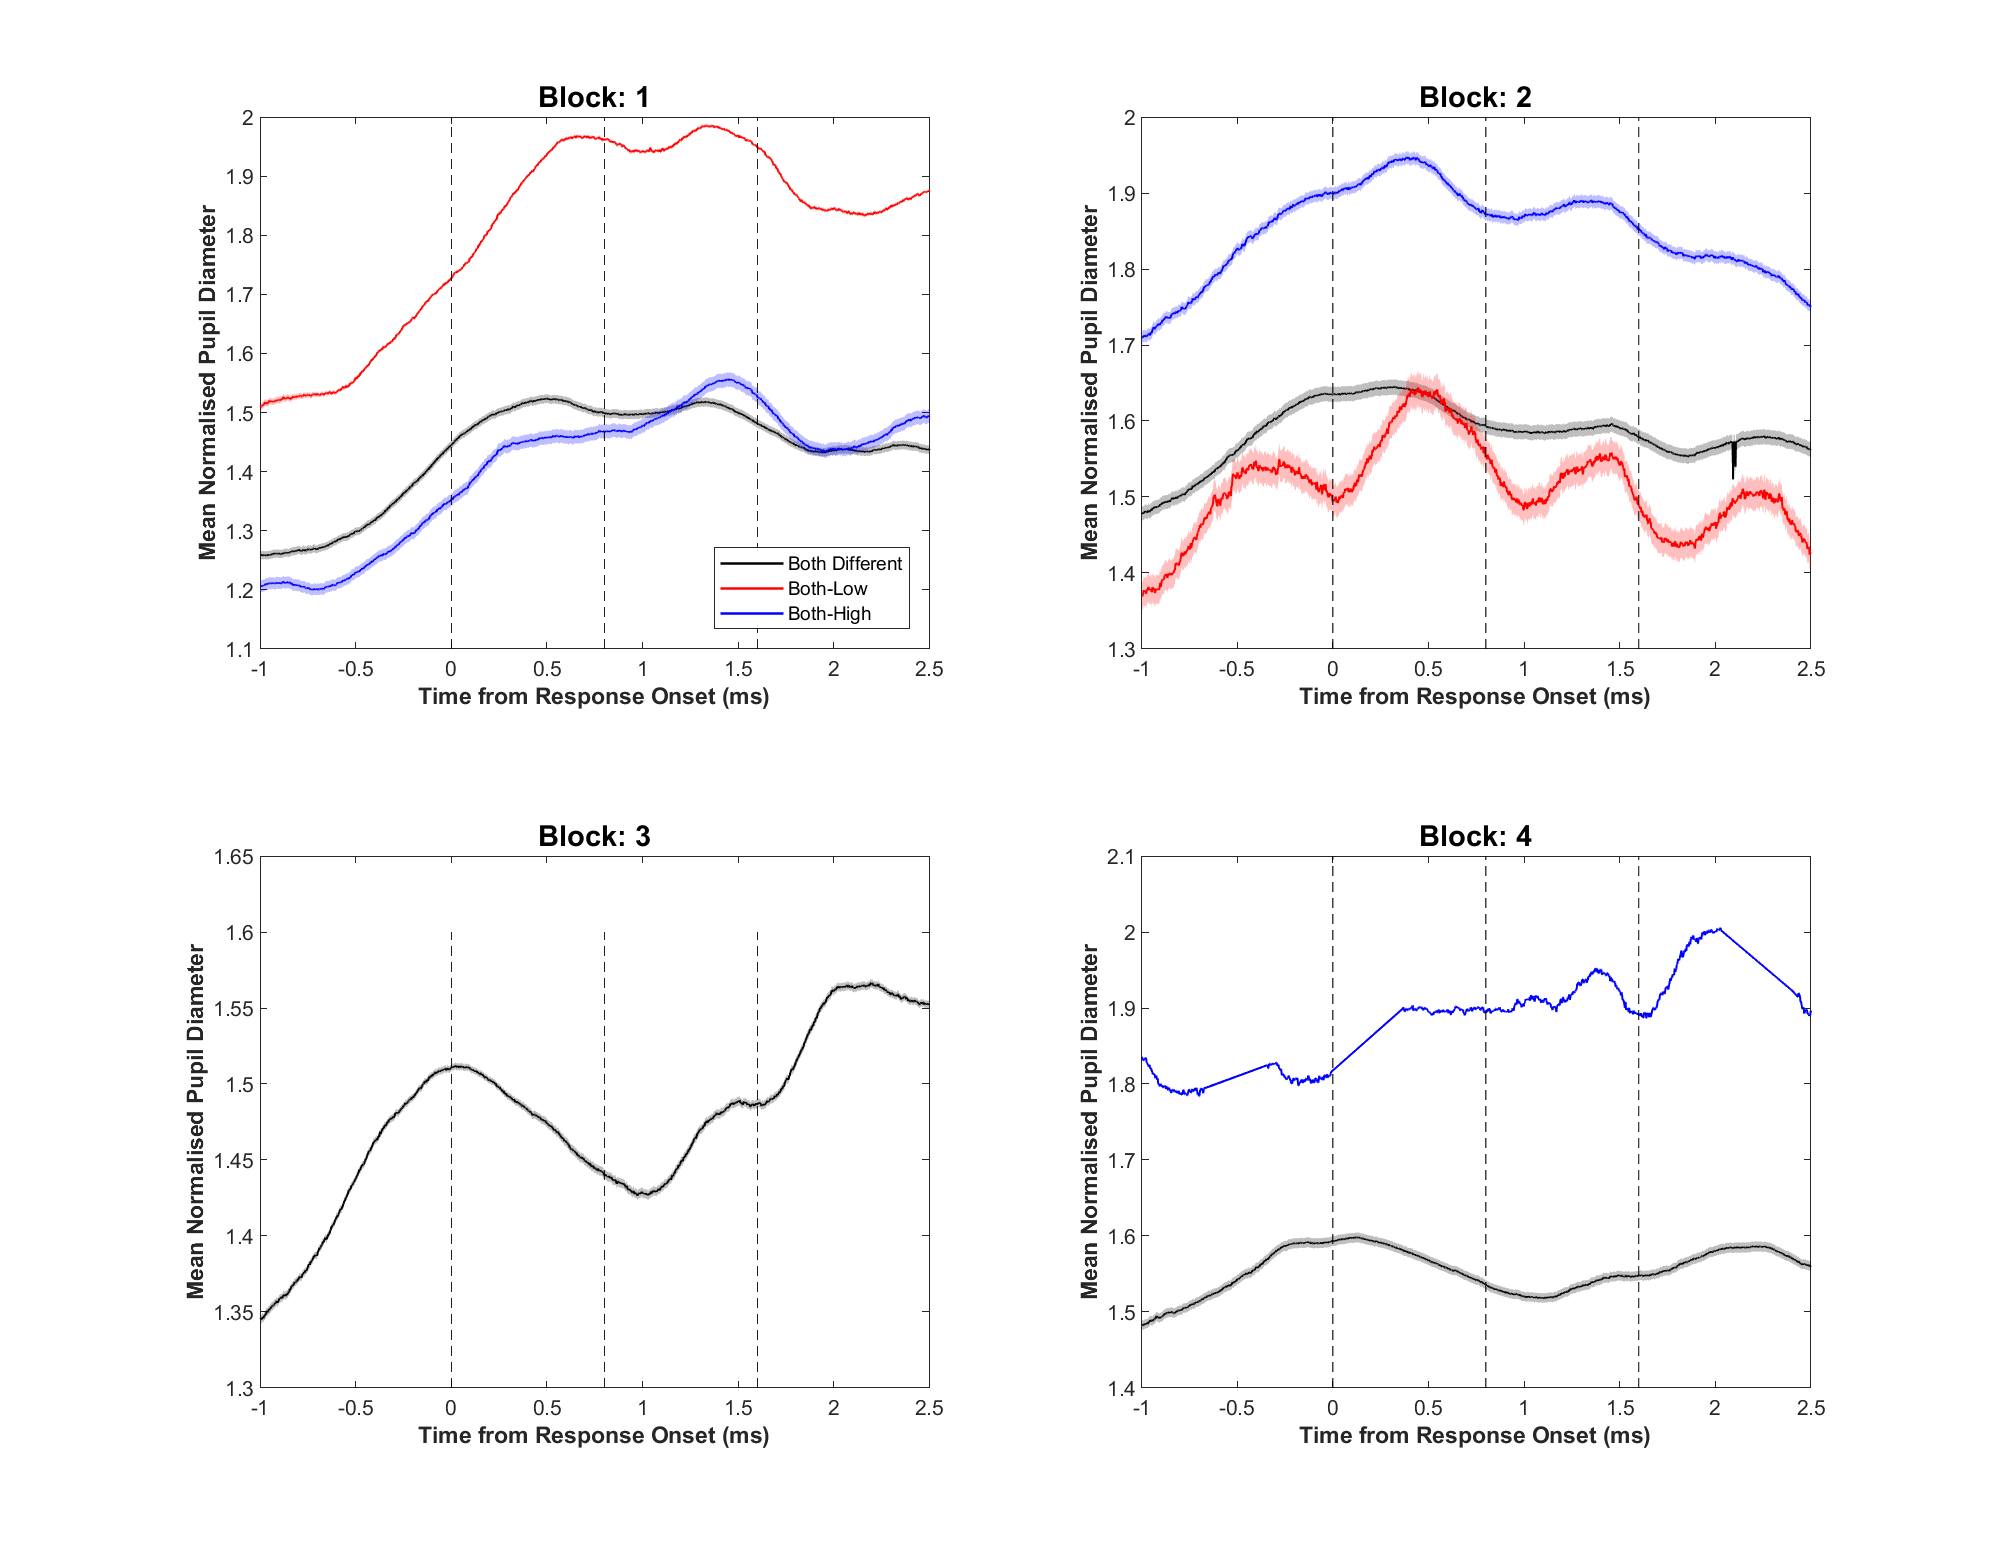 Block: 1
Mean Normalised Pupil Diameter
2
1.9
1.8
1.7
1.6
1.5
1.4
1.3
1.2
1.1
-1 -0.5 0 0.5 1 1.5 2 2.5
Time from Response Onset (ms)
Both Different
Both-Low
Both-High
Block: 2
Mean Normalised Pupil Diameter
2
1.9
1.8
1.7
1.6
1.5
1.4
1.3
-1 -0.5 0 0.5 1 1.5 2 2.5
Time from Response Onset (ms)
Block: 3
Mean Normalised Pupil Diameter
1.65
1.6
1.55
1.5
1.45
1.4
1.35
1.3
-1 -0.5 0 0.5 1 1.5 2 2.5
Time from Response Onset (ms)
Block: 4
Mean Normalised Pupil Diameter
2.1
2
1.9
1.8
1.7
1.6
1.5
1.4
-1 -0.5 0 0.5 1 1.5 2 2.5
Time from Response Onset (ms)